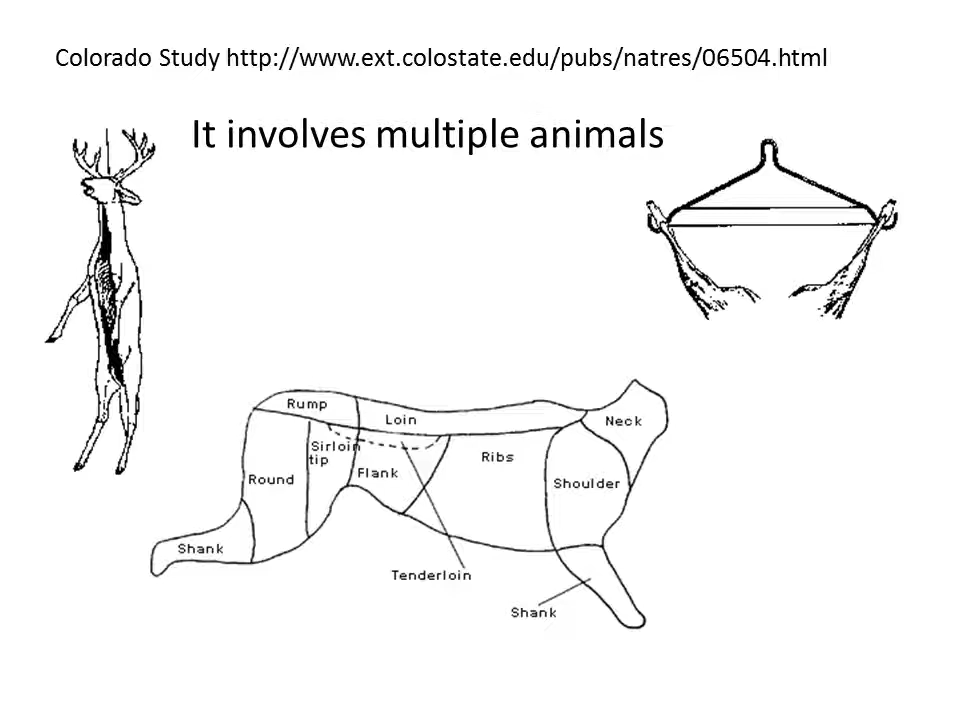 Colorado Study http://www.ext.colostate.edu/pubs/natres/06504.html
It involves multiple animals
Rump
Loin
Neck
Sirloin
tip
Ribs
Flank
Round
Shoulder
Shank
Tenderloin
Shank